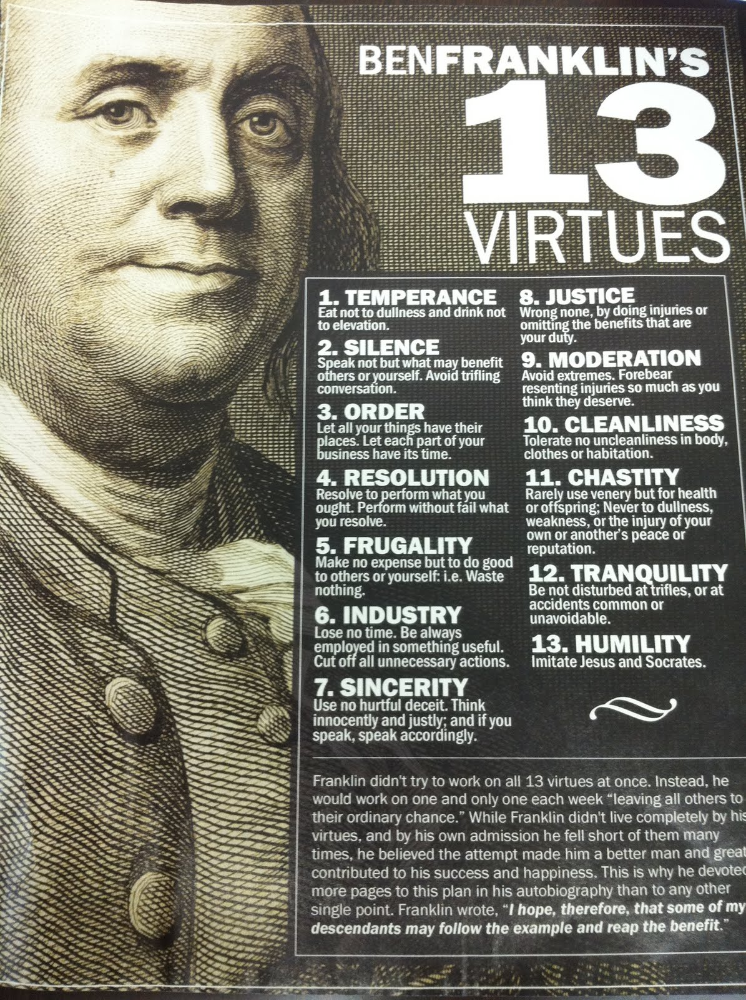 BENFRANKLIN'S
13
VIRTUES
1. TEMPERANCE
Eat not to dullness and drink not
to elevation.
2. SILENCE
Speak not but what may benefit
others or yourself. Avoid trifling
conversation.
3. ORDER
Let all your things have their
places. Let each part of your
business have its time.
4. RESOLUTION
Resolve to perform what you
ought. Perform without fail what
you resolve.
5. FRUGALITY
Make no expense but to do good
to others or yourself: i.e. Waste
nothing.
6. INDUSTRY
Lose no time. Be always
employed in something useful.
Cut off all unnecessary actions.
7. SINCERITY
Use no hurtful deceit. Think
innocently and justly; and if you
speak, speak accordingly.
8. JUSTICE
Wrong none, by doing injuries or
omitting the benefits that are
your duty.
9. MODERATION
Avoid extremes. Forebear
resenting injuries so much as you
think they deserve.
10. CLEANLINESS
Tolerate no uncleanliness in body,
clothes or habitation.
11. CHASTITY
Rarely use venery but for health
or offspring; Never to dullness,
weakness, or the injury of your
own or another's peace or
reputation.
12. TRANQUILITY
Be not disturbed at trifles, or at
accidents common or
unavoidable.
13. HUMILITY
Imitate Jesus and Socrates.
Franklin didn't try to work on all 13 virtues at once. Instead, he
would work on one and only one each week “leaving all others to
their ordinary chance.” While Franklin didn't live completely by his
virtues, and by his own admission he fell short of them many
times, he believed the attempt made him a better man and great
contributed to his success and happiness. This is why he devoted
more pages to this plan in his autobiography than to any other
single point. Franklin wrote, “I hope, therefore, that some of my
descendants may follow the example and reap the benefit.”